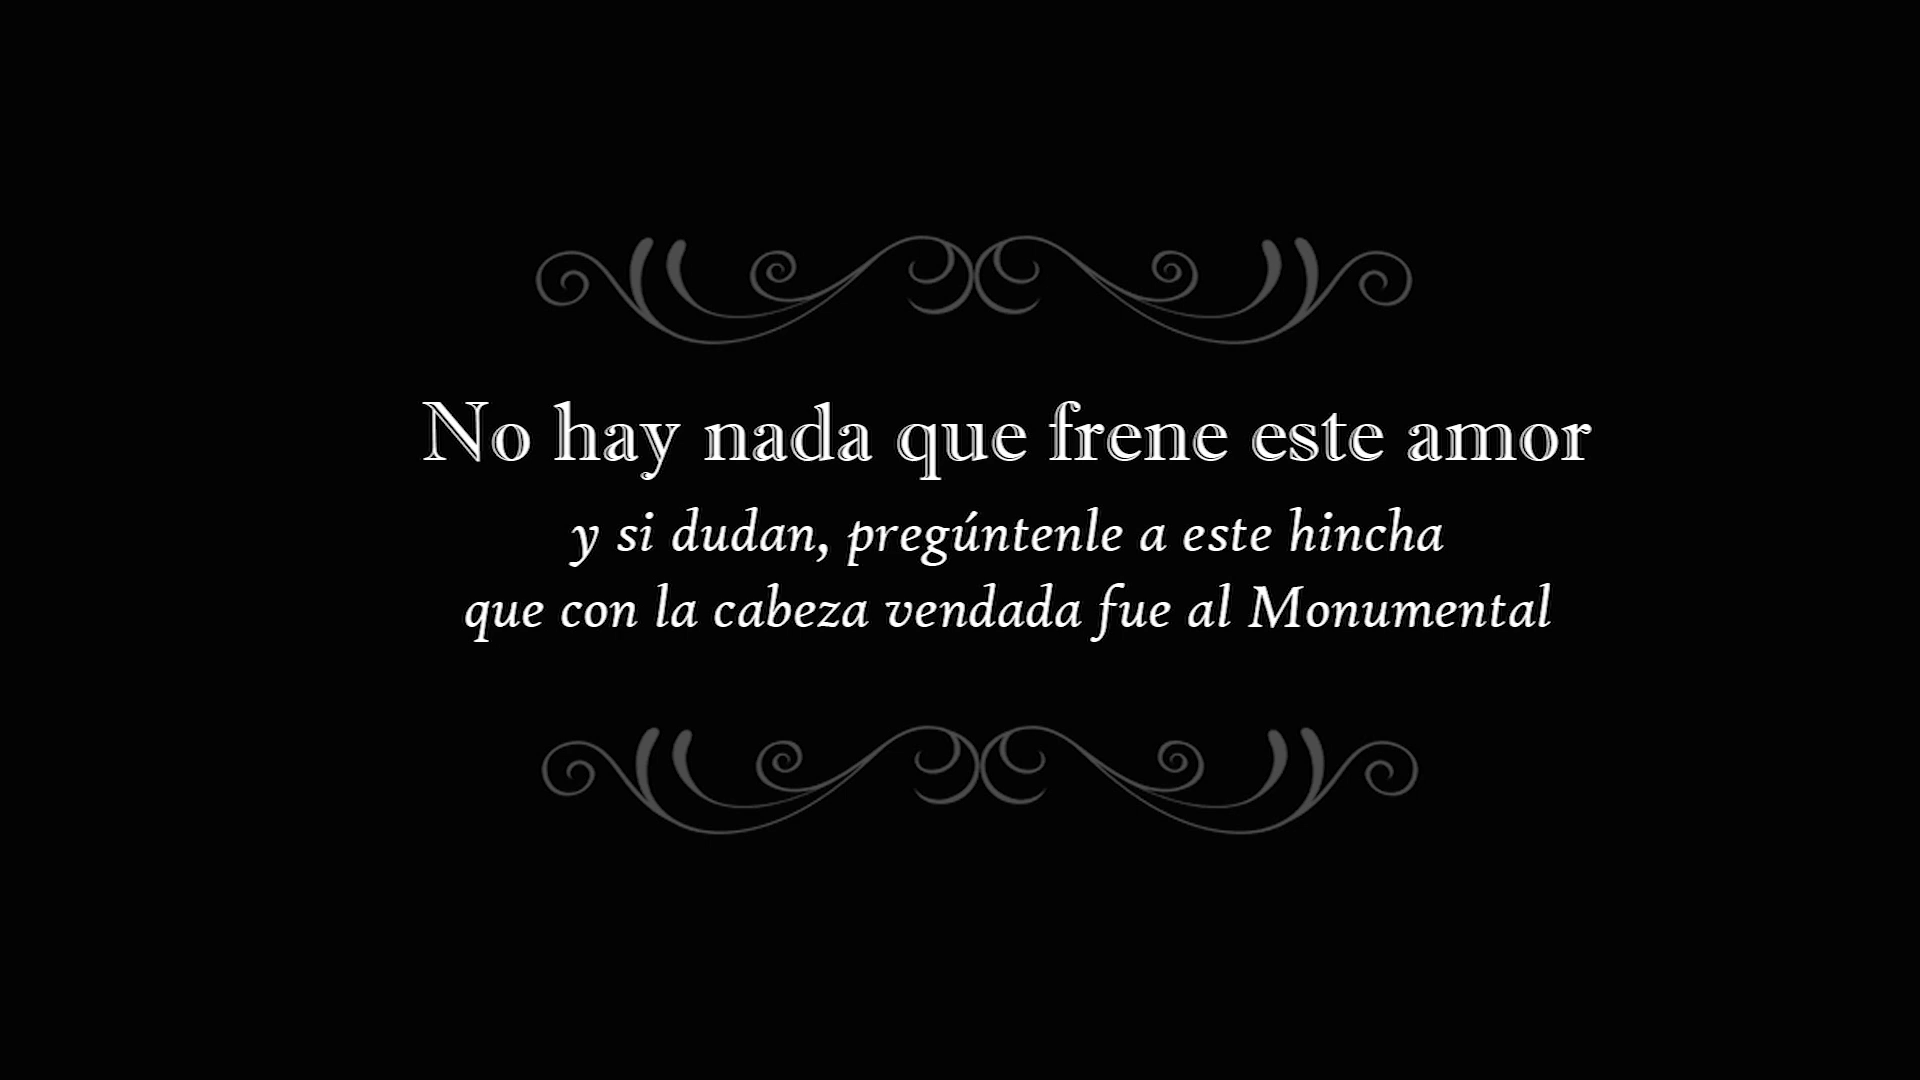 No hay nada que frene este amor
y si dudan, pregúntenle a este hincha
que con la cabeza vendada fue al Monumental